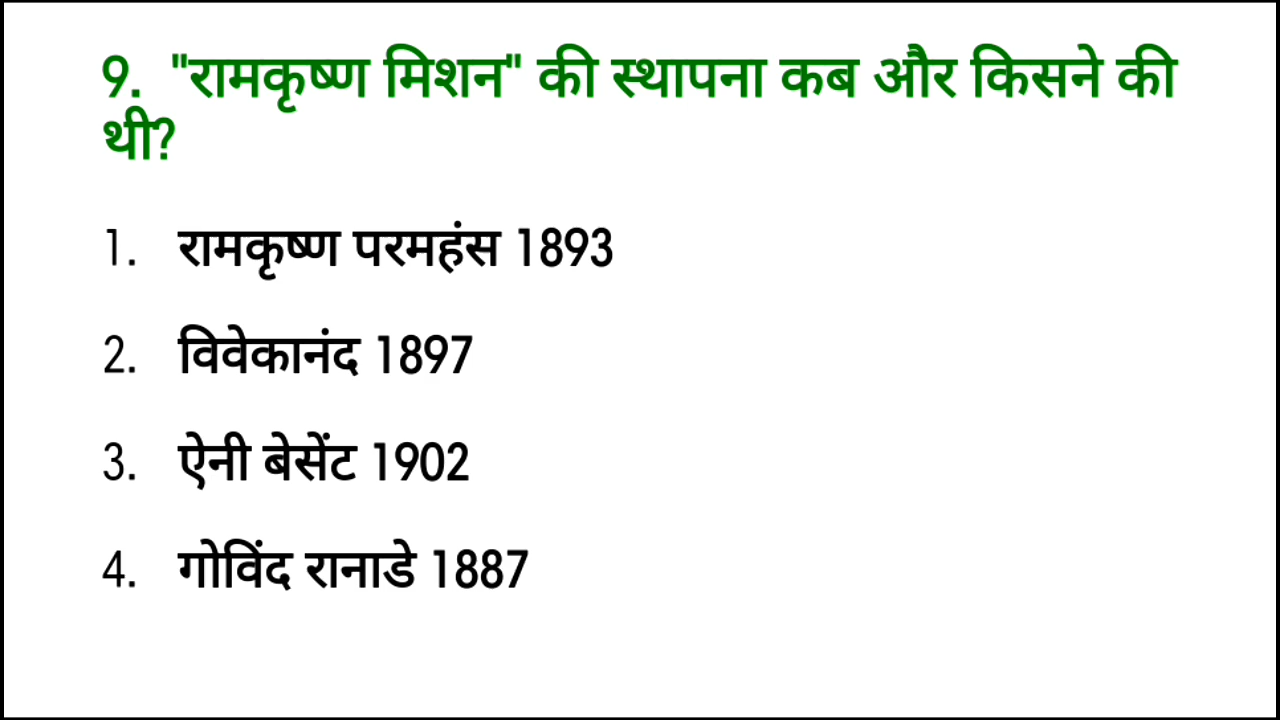 9. "रामकृष्ण मिशन" की स्थापना कब और किसने की
थी?
1. रामकृष्ण परमहंस 1893
2. विवेकानंद 1897
3. ऐनी बेसेंट 1902
4. गोविंद रानाडे 1887